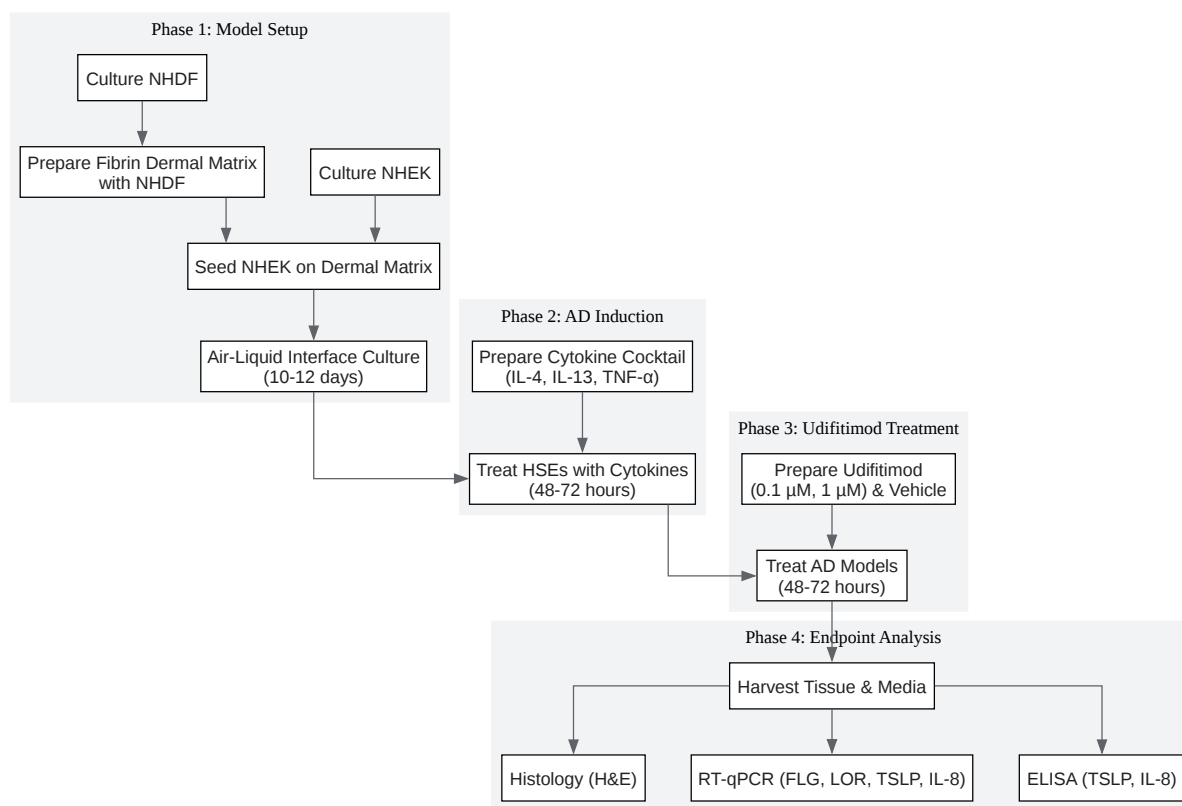 Phase 1: Model Setup
Culture NHDF
Prepare Fibrin Dermal Matrix
with NHDF
Culture NHEK
Seed NHEK on Dermal Matrix
Air-Liquid Interface Culture
(10-12 days)
Phase 2: AD Induction
Prepare Cytokine Cocktail
(IL-4, IL-13, TNF-α)
Treat HSEs with Cytokines
(48-72 hours)
Phase 3: Udifitimod Treatment
Prepare Udifitimod
(0.1 µM, 1 µM) & Vehicle
Treat AD Models
(48-72 hours)
Phase 4: Endpoint Analysis
Harvest Tissue & Media
Histology (H&E)
RT-qPCR (FLG, LOR, TSLP, IL-8)
ELISA (TSLP, IL-8)